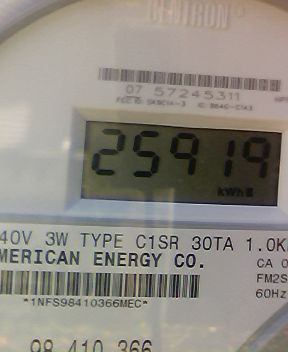 CENTRON
07 57245311
25919
kWh
40V 3W TYPE C1SR 30TA 1.0K
MERICAN ENERGY CO.
CA 0
FM2S
60Hz
*1NFS98410366MEC*
98 410 366